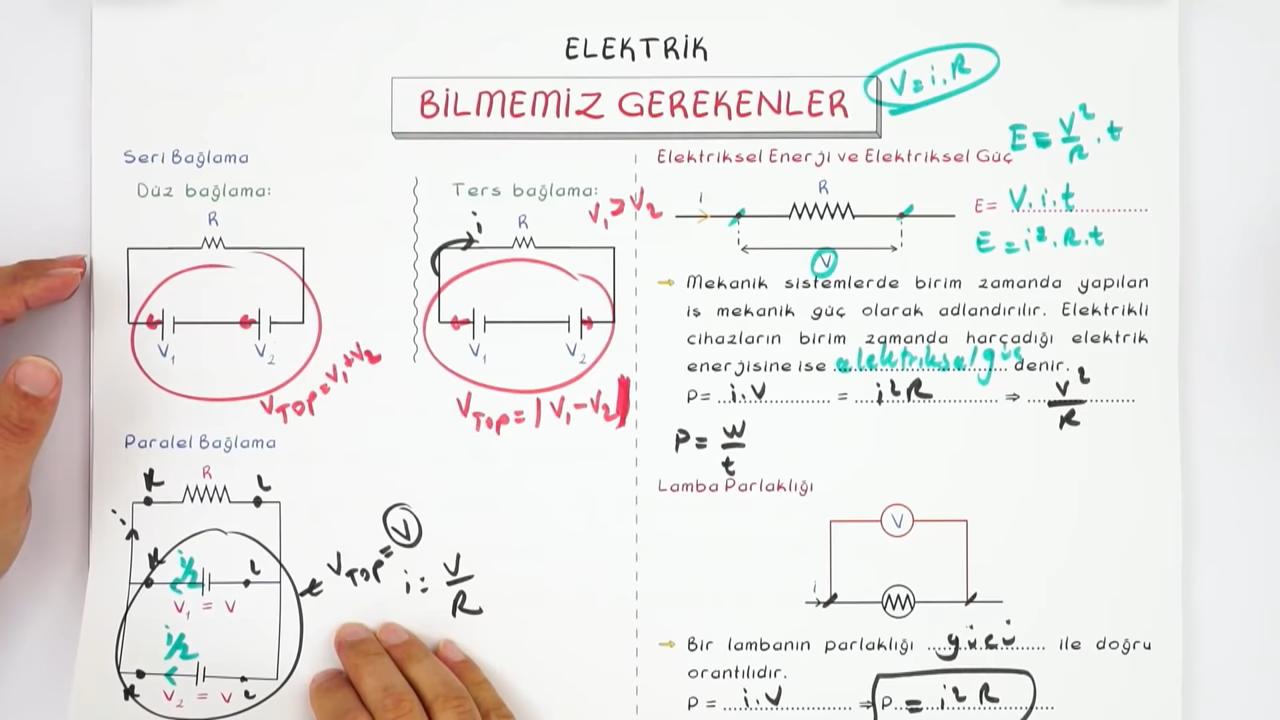 ELEKTRİK
BİLMEMİZ GEREKENLER
V=i.R
Seri Bağlama
Düz bağlama:
R
V₁
V₂
VTOP=V₁+V₂
Ters bağlama:
V₁>V₂
i
R
V₁
V₂
VTOP=|V₁-V₂|
Paralel Bağlama
R
K
L
i
K
i/2
L
V₁ = V
i/2
K
L
V₂ = V
VTOP=V
i=V/R
Elektriksel Enerji ve Elektriksel Güç
E=V²/R.t
i
R
V
E= V.i.t
E=i².R.t
→ Mekanik sistemlerde birim zamanda yapılan
iş mekanik güç olarak adlandırılır. Elektrikli
cihazların birim zamanda harcadığı elektrik
enerjisine ise elektriksel güç denir.
P= i.V = i²R ⇒ V²/R
P=W/t
Lamba Parlaklığı
V
i
→ Bir lambanın parlaklığı gücü ile doğru
orantılıdır.
P = i.V ⇒ P = i²R